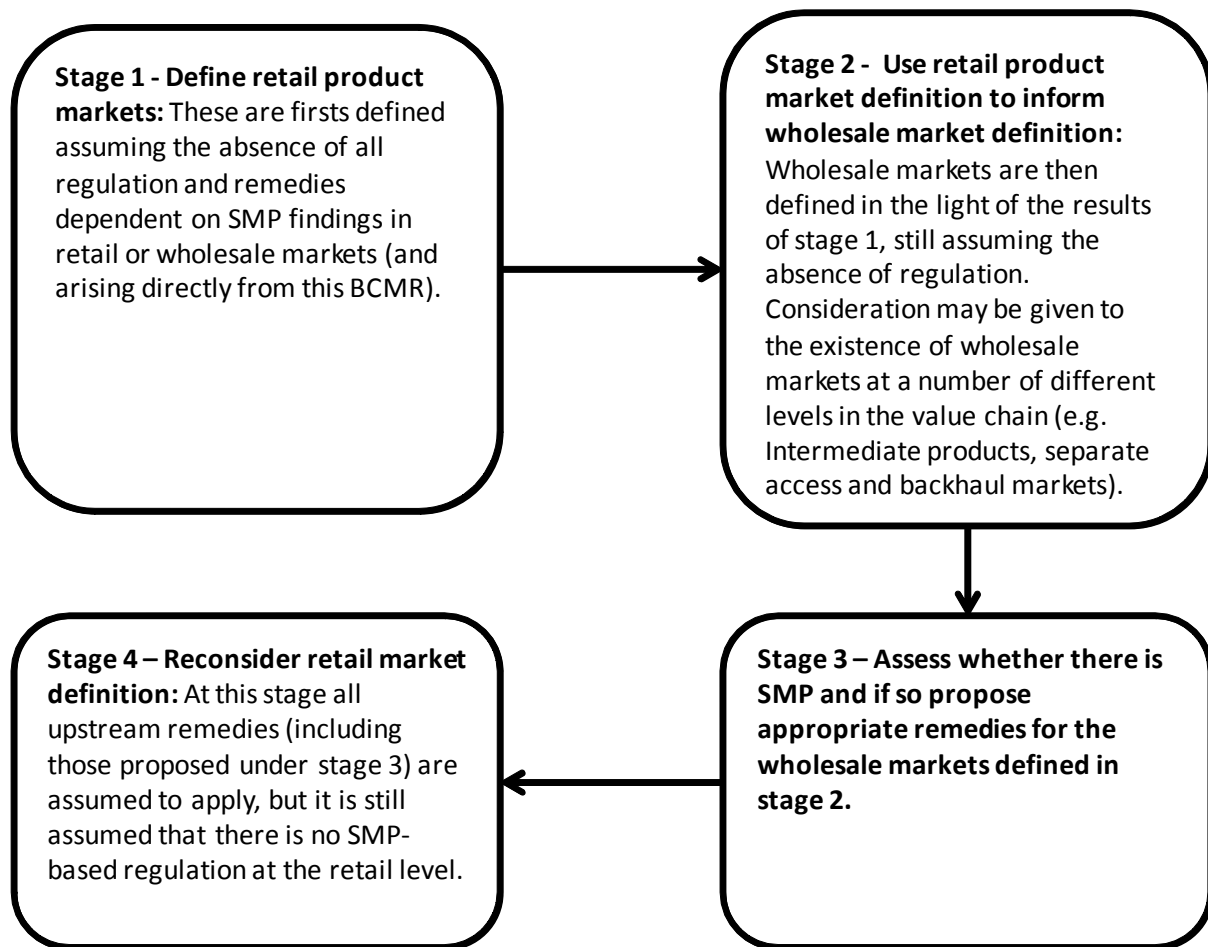 Stage 1 - Define retail product
markets: These are firsts defined
assuming the absence of all
regulation and remedies
dependent on SMP findings in
retail or wholesale markets (and
arising directly from this BCMR).
Stage 2 - Use retail product
market definition to inform
wholesale market definition:
Wholesale markets are then
defined in the light of the results
of stage 1, still assuming the
absence of regulation.
Consideration may be given to
the existence of wholesale
markets at a number of different
levels in the value chain (e.g.
Intermediate products, separate
access and backhaul markets).
Stage 3 – Assess whether there is
SMP and if so propose
appropriate remedies for the
wholesale markets defined in
stage 2.
Stage 4 – Reconsider retail market
definition: At this stage all
upstream remedies (including
those proposed under stage 3) are
assumed to apply, but it is still
assumed that there is no SMP-
based regulation at the retail level.